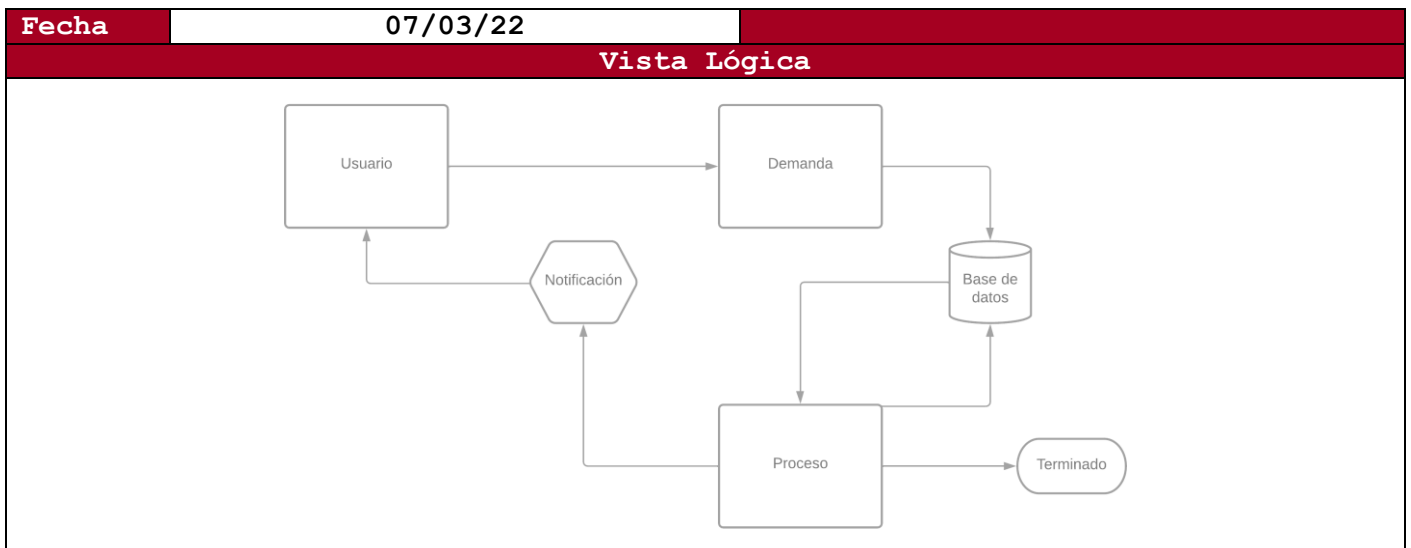 Fecha 07/03/22
Vista Lógica
Usuario
Demanda
Notificación
Base de
datos
Proceso
Terminado